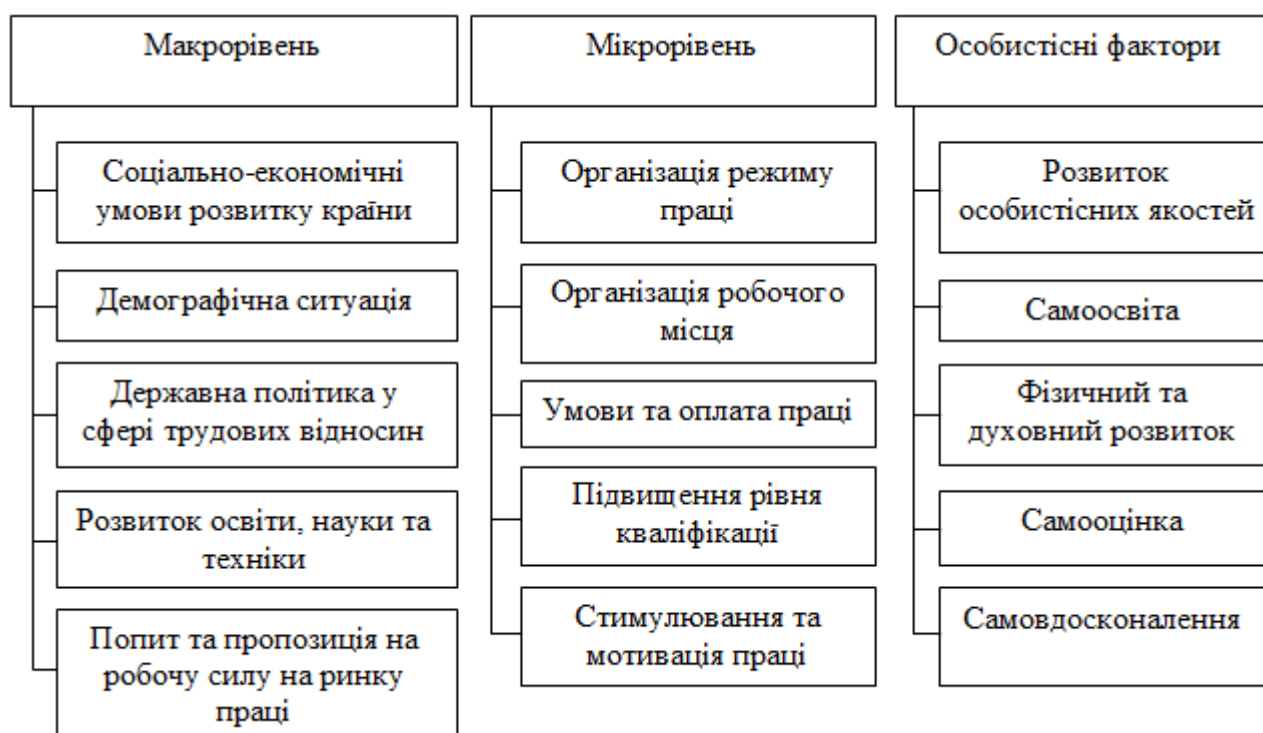 Макрорівень
Соціально-економічні
умови розвитку країни
Демографічна ситуація
Державна політика у
сфері трудових відносин
Розвиток освіти, науки та
техніки
Попит та пропозиція на
робочу силу на ринку
праці
Мікрорівень
Організація режиму
праці
Організація робочого
місця
Умови та оплата праці
Підвищення рівня
кваліфікації
Стимулювання та
мотивація праці
Особистісні фактори
Розвиток
особистісних якостей
Самоосвіта
Фізичний та
духовний розвиток
Самооцінка
Самовдосконалення